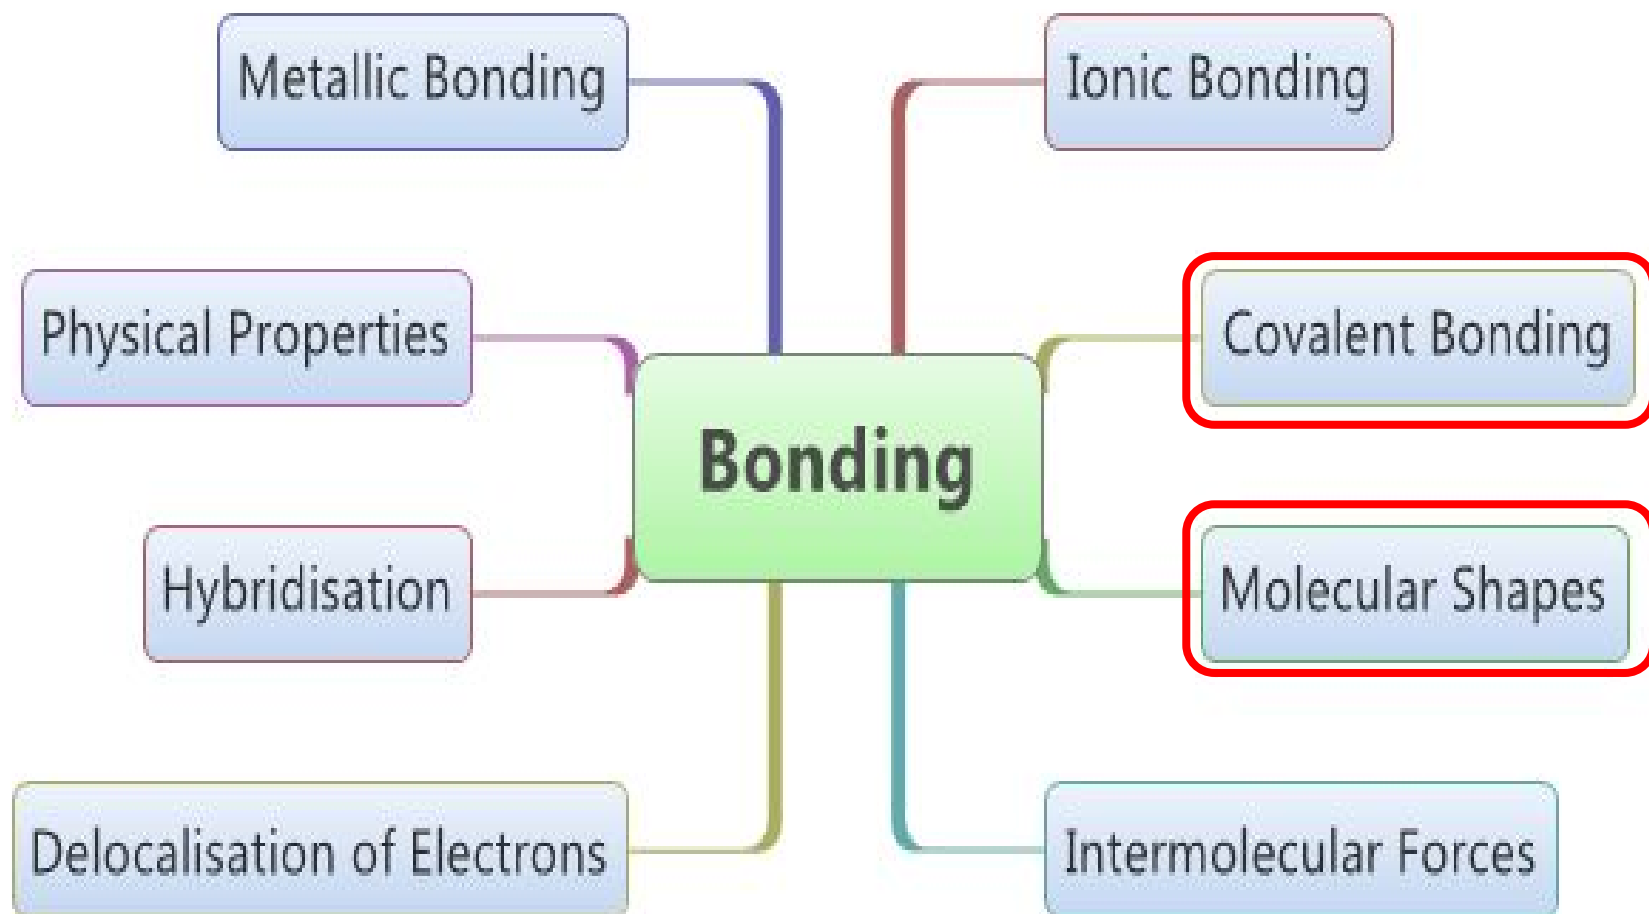 Metallic Bonding
Ionic Bonding
Physical Properties
Covalent Bonding
Bonding
Hybridisation
Molecular Shapes
Delocalisation of Electrons
Intermolecular Forces